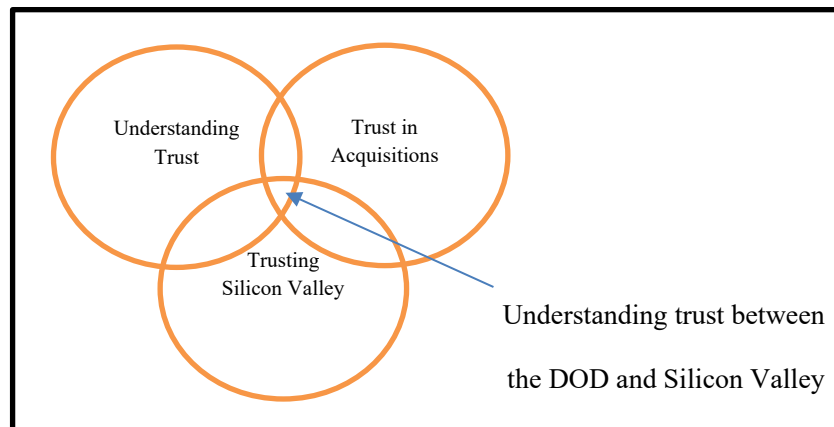 Understanding
Trust
Trust in
Acquisitions
Trusting
Silicon Valley
Understanding trust between
the DOD and Silicon Valley